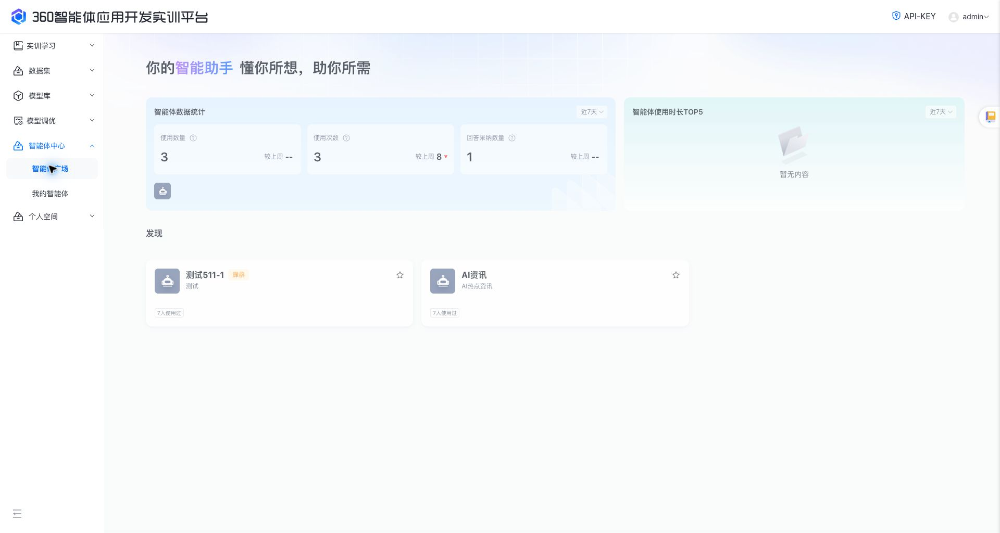 360智能体应用开发实训平台
API-KEY
admin
实训学习
数据集
模型库
模型调优
智能体中心
智能体广场
我的智能体
个人空间
你的智能助手 懂你所想，助你所需
智能体数据统计
近7天
使用数量
3
较上周 --
使用次数
3
较上周 8
回答采纳数量
1
较上周 --
智能体使用时长TOP5
近7天
暂无内容
发现
测试511-1
蜂群
测试
7人使用过
AI资讯
AI热点资讯
7人使用过